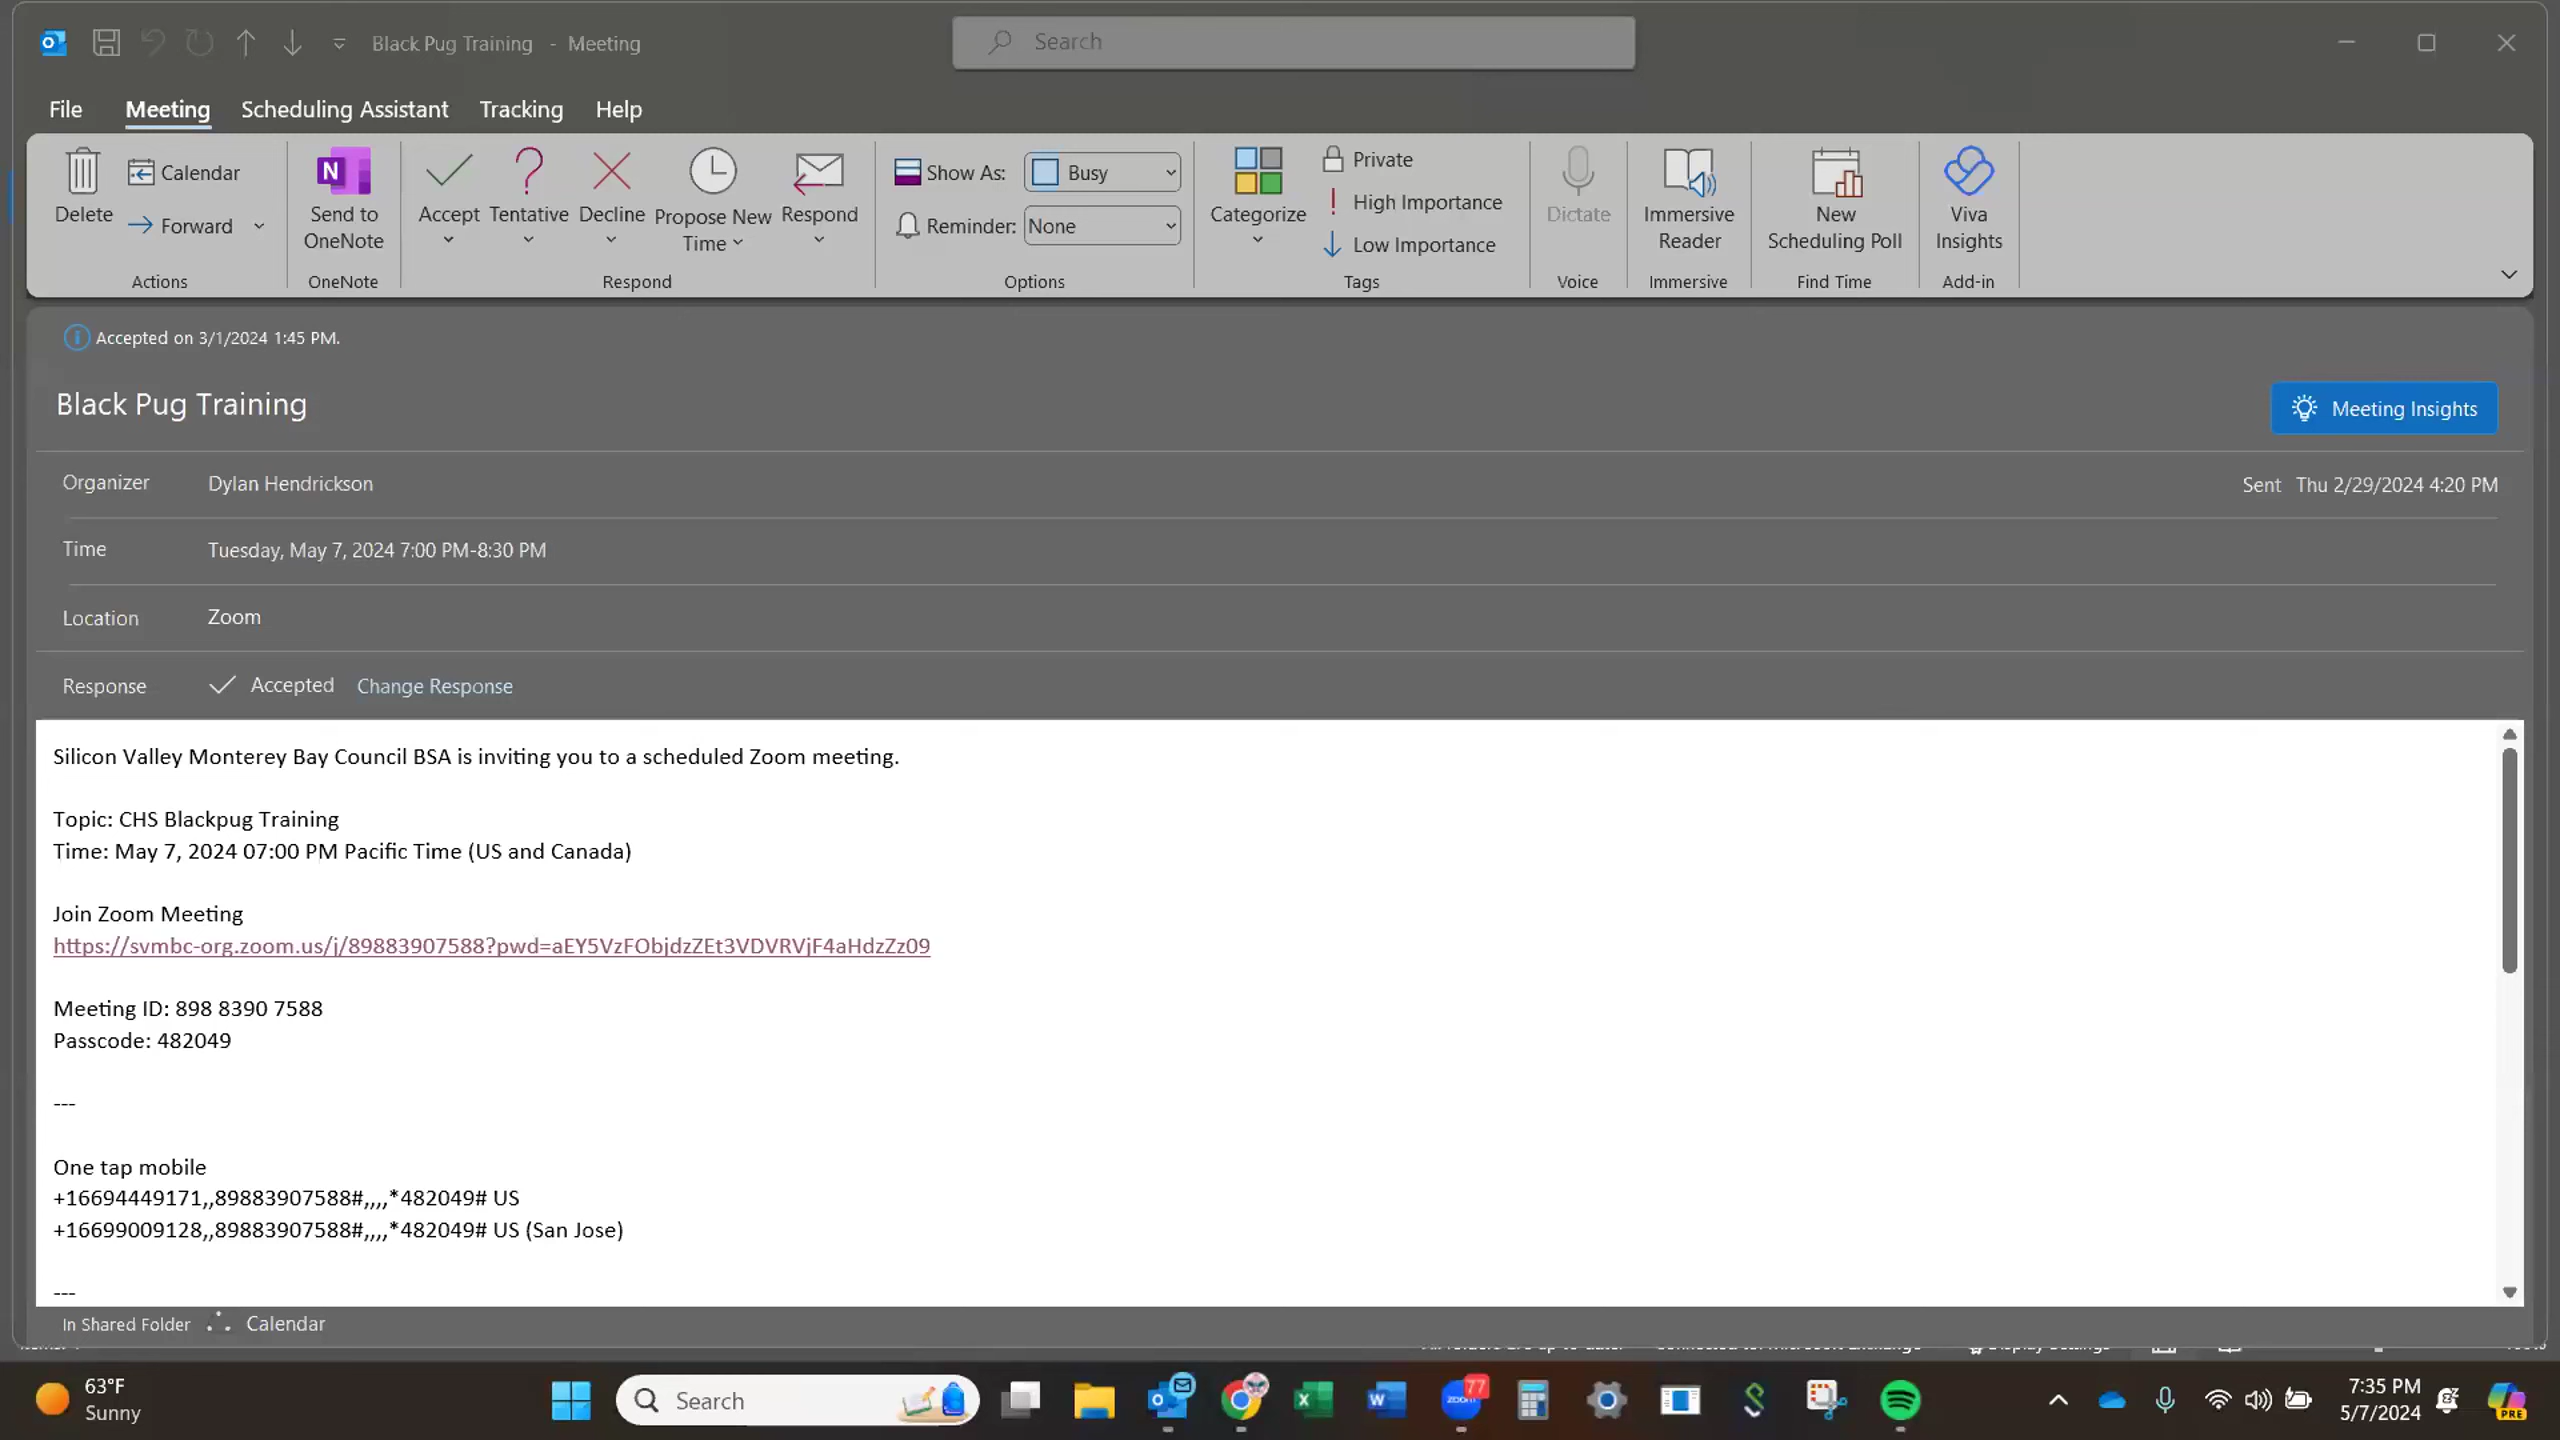 Black Pug Training - Meeting
Search
File Meeting Scheduling Assistant Tracking Help
Delete
Calendar
Forward
Actions
Send to
OneNote
OneNote
Accept
Tentative
Decline
Propose New
Time
Respond
Respond
Show As: Busy
Reminder: None
Options
Categorize
Private
High Importance
Low Importance
Tags
Dictate
Voice
Immersive
Reader
Immersive
New
Scheduling Poll
Find Time
Viva
Insights
Add-in
Accepted on 3/1/2024 1:45 PM.
Black Pug Training
Meeting Insights
Organizer Dylan Hendrickson
Sent Thu 2/29/2024 4:20 PM
Time Tuesday, May 7, 2024 7:00 PM-8:30 PM
Location Zoom
Response Accepted Change Response
Silicon Valley Monterey Bay Council BSA is inviting you to a scheduled Zoom meeting.
Topic: CHS Blackpug Training
Time: May 7, 2024 07:00 PM Pacific Time (US and Canada)
Join Zoom Meeting
https://svmbc-org.zoom.us/j/89883907588?pwd=aEY5VzFObjdzZEt3VDVRVjF4aHdzZz09
Meeting ID: 898 8390 7588
Passcode: 482049
---
One tap mobile
+16694449171,,89883907588#,,,,*482049# US
+16699009128,,89883907588#,,,,*482049# US (San Jose)
---
In Shared Folder Calendar
63°F
Sunny
Search
zoom
77
PRE
7:35 PM
5/7/2024